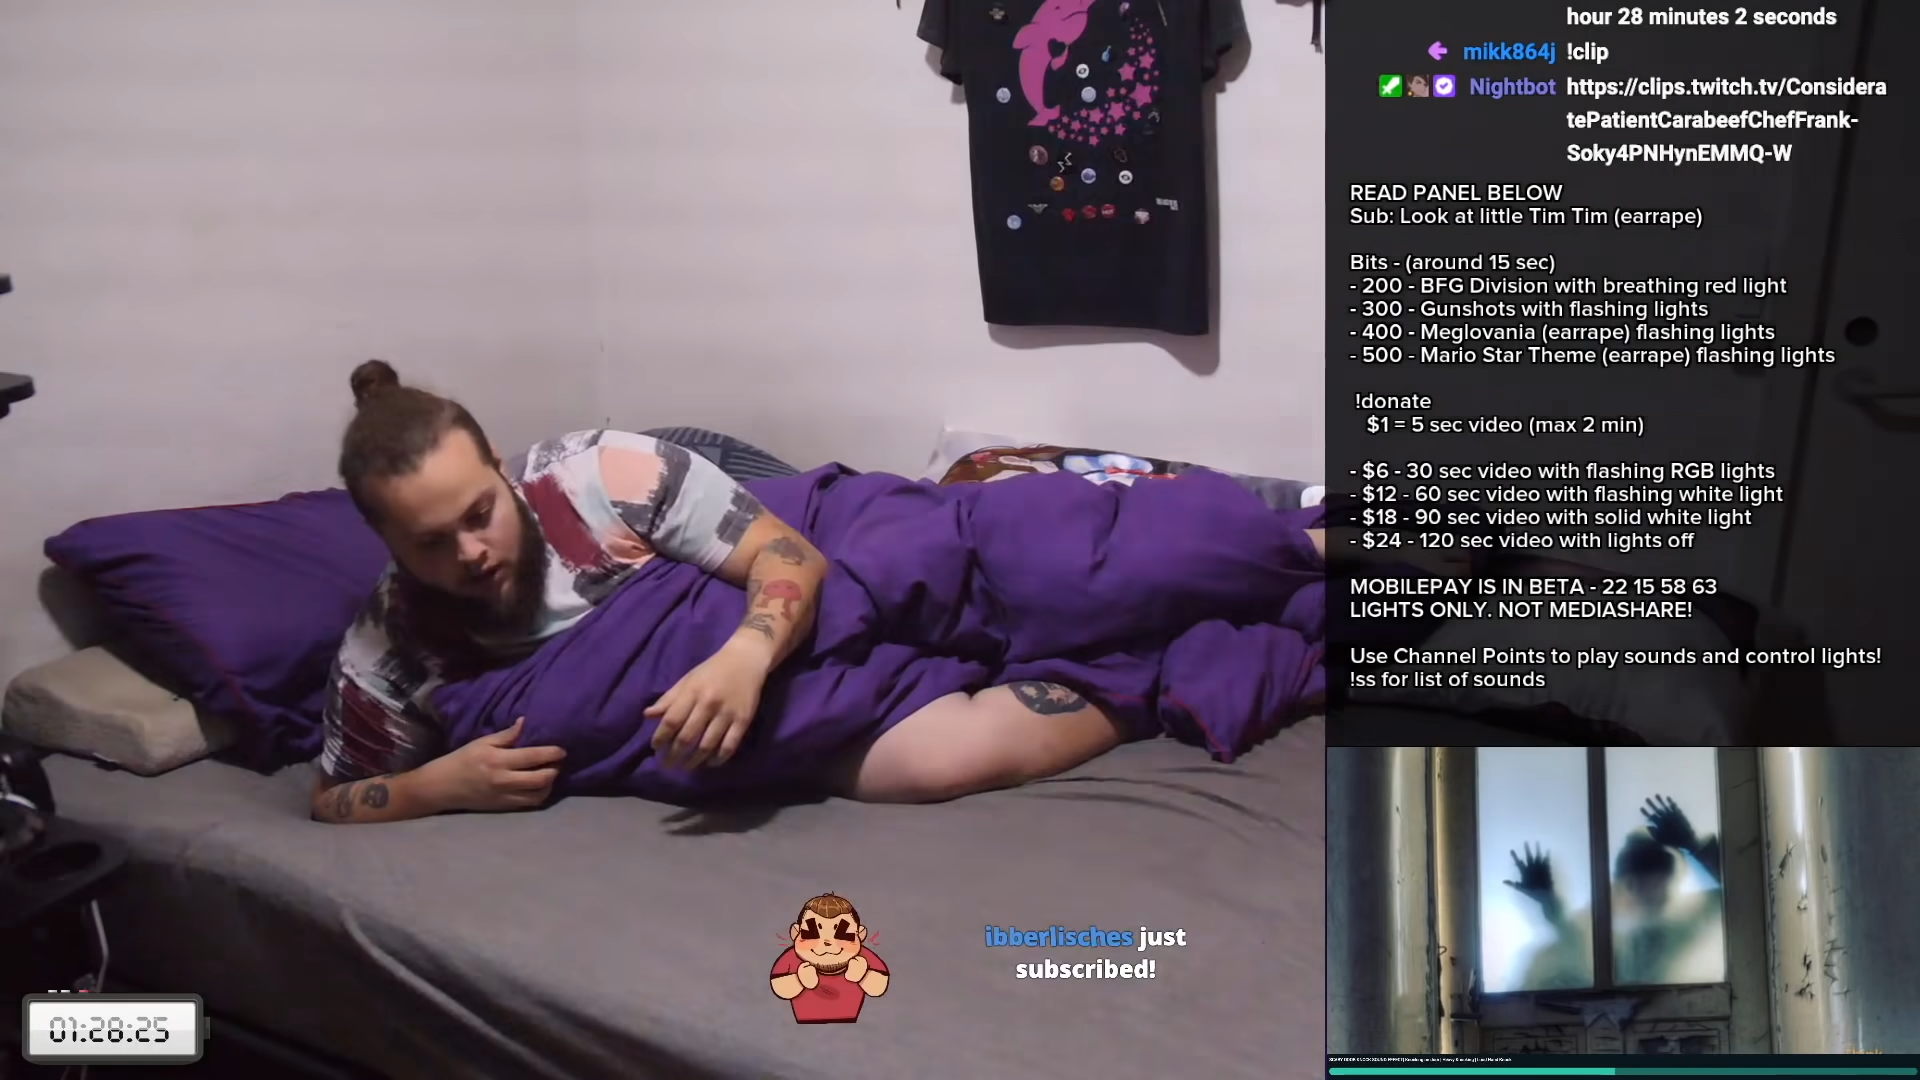 hour 28 minutes 2 seconds
mikk864j !clip
Nightbot https://clips.twitch.tv/Considera
tePatientCarabeefChefFrank-
Soky4PNHynEMMQ-W
READ PANEL BELOW
Sub: Look at little Tim Tim (earrape)
Bits - (around 15 sec)
- 200 - BFG Division with breathing red light
- 300 - Gunshots with flashing lights
- 400 - Meglovania (earrape) flashing lights
- 500 - Mario Star Theme (earrape) flashing lights
!donate
$1 = 5 sec video (max 2 min)
- $6 - 30 sec video with flashing RGB lights
- $12 - 60 sec video with flashing white light
- $18 - 90 sec video with solid white light
- $24 - 120 sec video with lights off
MOBILEPAY IS IN BETA - 22 15 58 63
LIGHTS ONLY. NOT MEDIASHARE!
Use Channel Points to play sounds and control lights!
!ss for list of sounds
ibberlisches just
subscribed!
01:28:25
SCARY DOOR KNOCK SOUND EFFECT